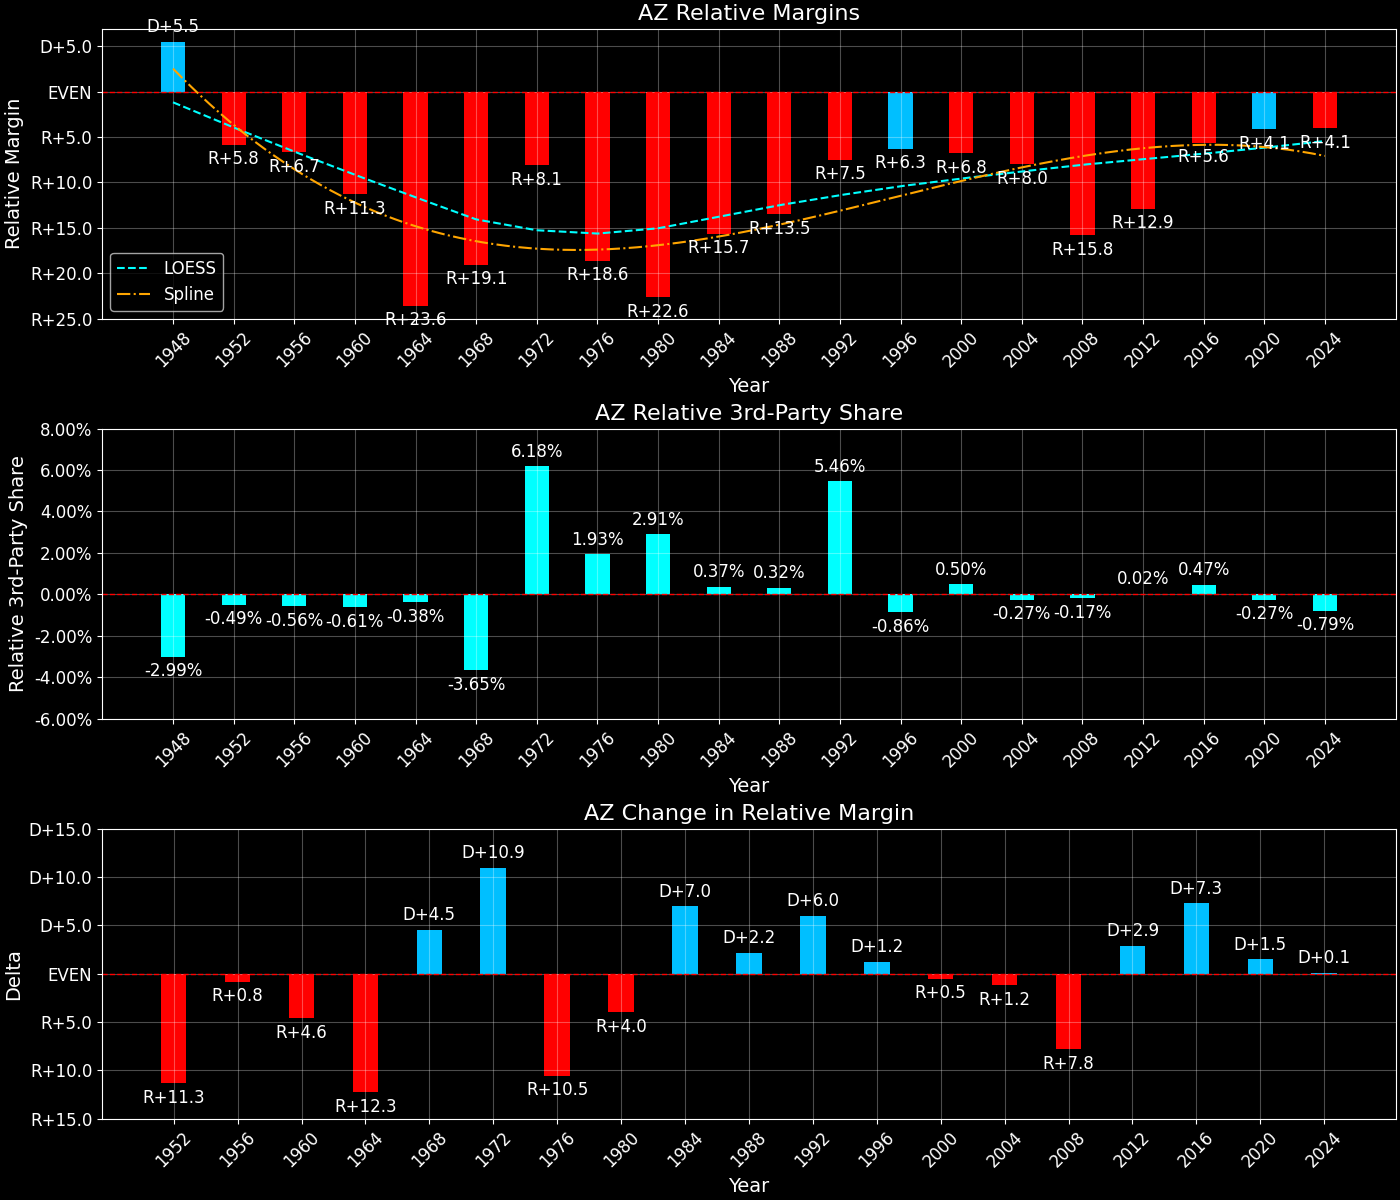 AZ Relative Margins
Relative Margin
D+5.0
EVEN
R+5.0
R+10.0
R+15.0
R+20.0
R+25.0
D+5.5
R+5.8
R+6.7
R+11.3
R+23.6
R+19.1
R+8.1
R+18.6
R+22.6
R+15.7
R+13.5
R+7.5
R+6.3
R+6.8
R+8.0
R+15.8
R+12.9
R+5.6
R+4.1
R+4.1
LOESS
Spline
1948 1952 1956 1960 1964 1968 1972 1976 1980 1984 1988 1992 1996 2000 2004 2008 2012 2016 2020 2024
Year
AZ Relative 3rd-Party Share
Relative 3rd-Party Share
8.00%
6.00%
4.00%
2.00%
0.00%
-2.00%
-4.00%
-6.00%
-2.99%
-0.49%
-0.56%
-0.61%
-0.38%
-3.65%
6.18%
1.93%
2.91%
0.37%
0.32%
5.46%
-0.86%
0.50%
-0.27%
-0.17%
0.02%
0.47%
-0.27%
-0.79%
1948 1952 1956 1960 1964 1968 1972 1976 1980 1984 1988 1992 1996 2000 2004 2008 2012 2016 2020 2024
Year
AZ Change in Relative Margin
Delta
D+15.0
D+10.0
D+5.0
EVEN
R+5.0
R+10.0
R+15.0
R+11.3
R+0.8
R+4.6
R+12.3
D+4.5
D+10.9
R+10.5
R+4.0
D+7.0
D+2.2
D+6.0
D+1.2
R+0.5
R+1.2
R+7.8
D+2.9
D+7.3
D+1.5
D+0.1
1952 1956 1960 1964 1968 1972 1976 1980 1984 1988 1992 1996 2000 2004 2008 2012 2016 2020 2024
Year